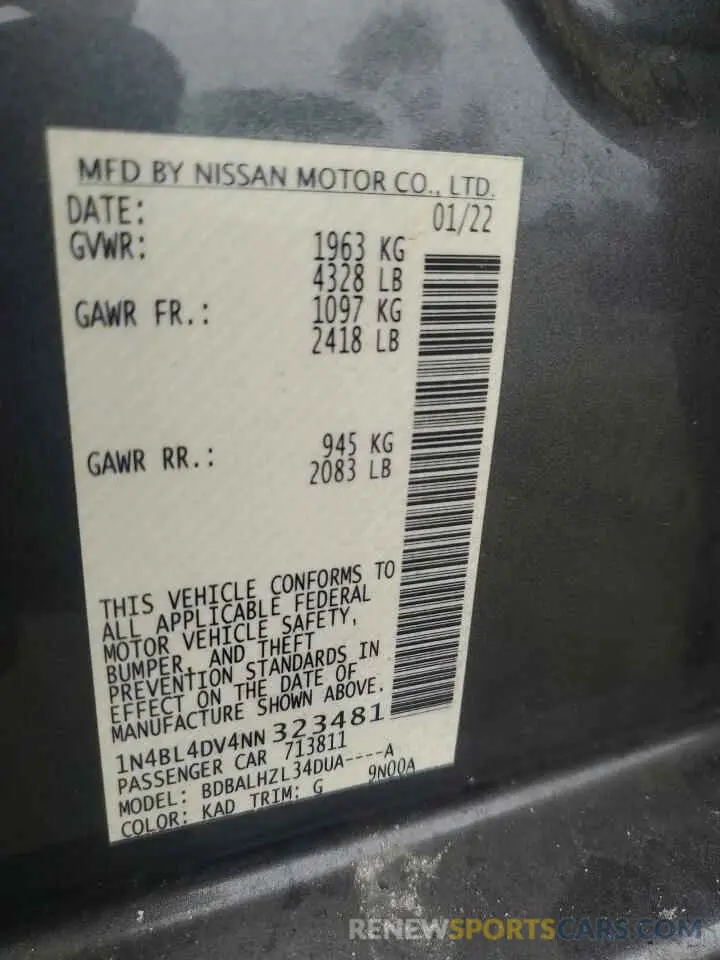 MFD BY NISSAN MOTOR CO., LTD.
DATE: 01/22
GVWR: 1963 KG
4328 LB
GAWR FR.: 1097 KG
2418 LB
GAWR RR.: 945 KG
2083 LB
THIS VEHICLE CONFORMS TO
ALL APPLICABLE FEDERAL
MOTOR VEHICLE SAFETY,
BUMPER, AND THEFT
PREVENTION STANDARDS IN
EFFECT ON THE DATE OF
MANUFACTURE SHOWN ABOVE.
1N4BL4DV4NN323481
PASSENGER CAR 713811
MODEL: BDBALHZL34DUA----A
COLOR: KAD TRIM: G 9N00A
RENEWSPORTSCARS.COM